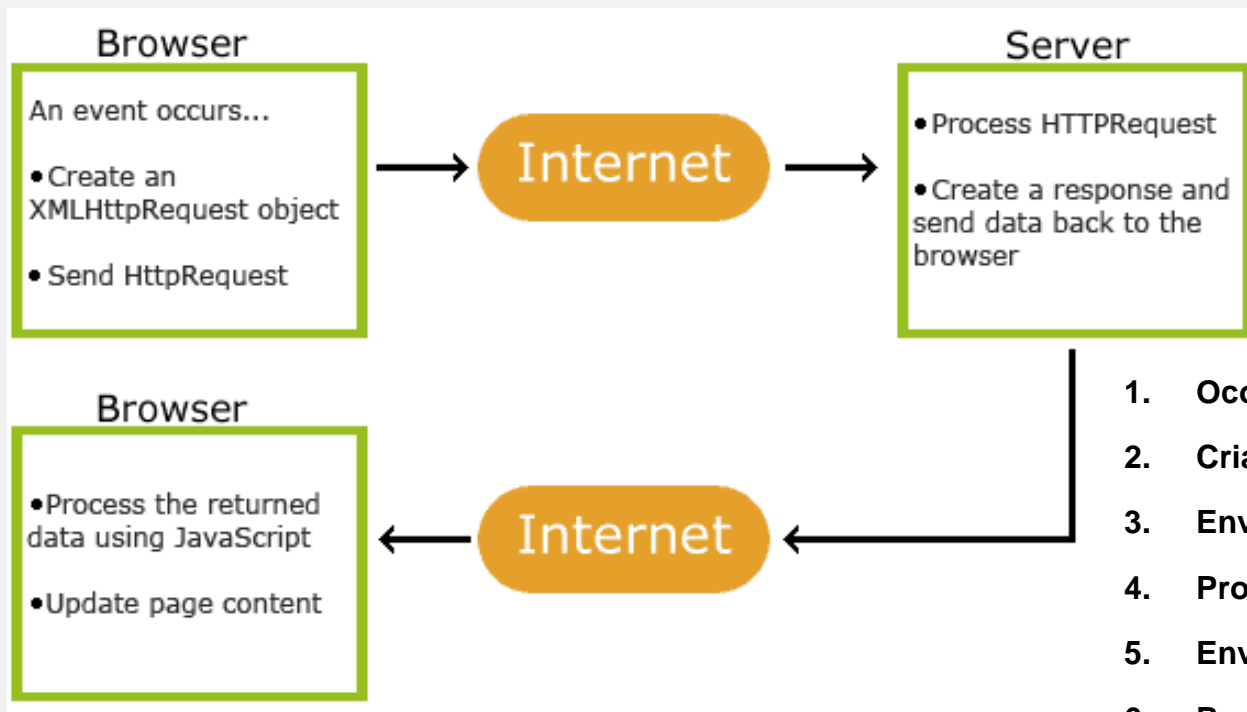 Browser
An event occurs...
•Create an
XMLHttpRequest object
• Send HttpRequest
Internet
Server
•Process HTTPRequest
•Create a response and
send data back to the
browser
Browser
•Process the returned
data using JavaScript
•Update page content
Internet
1.
2.
3.
4.
5.